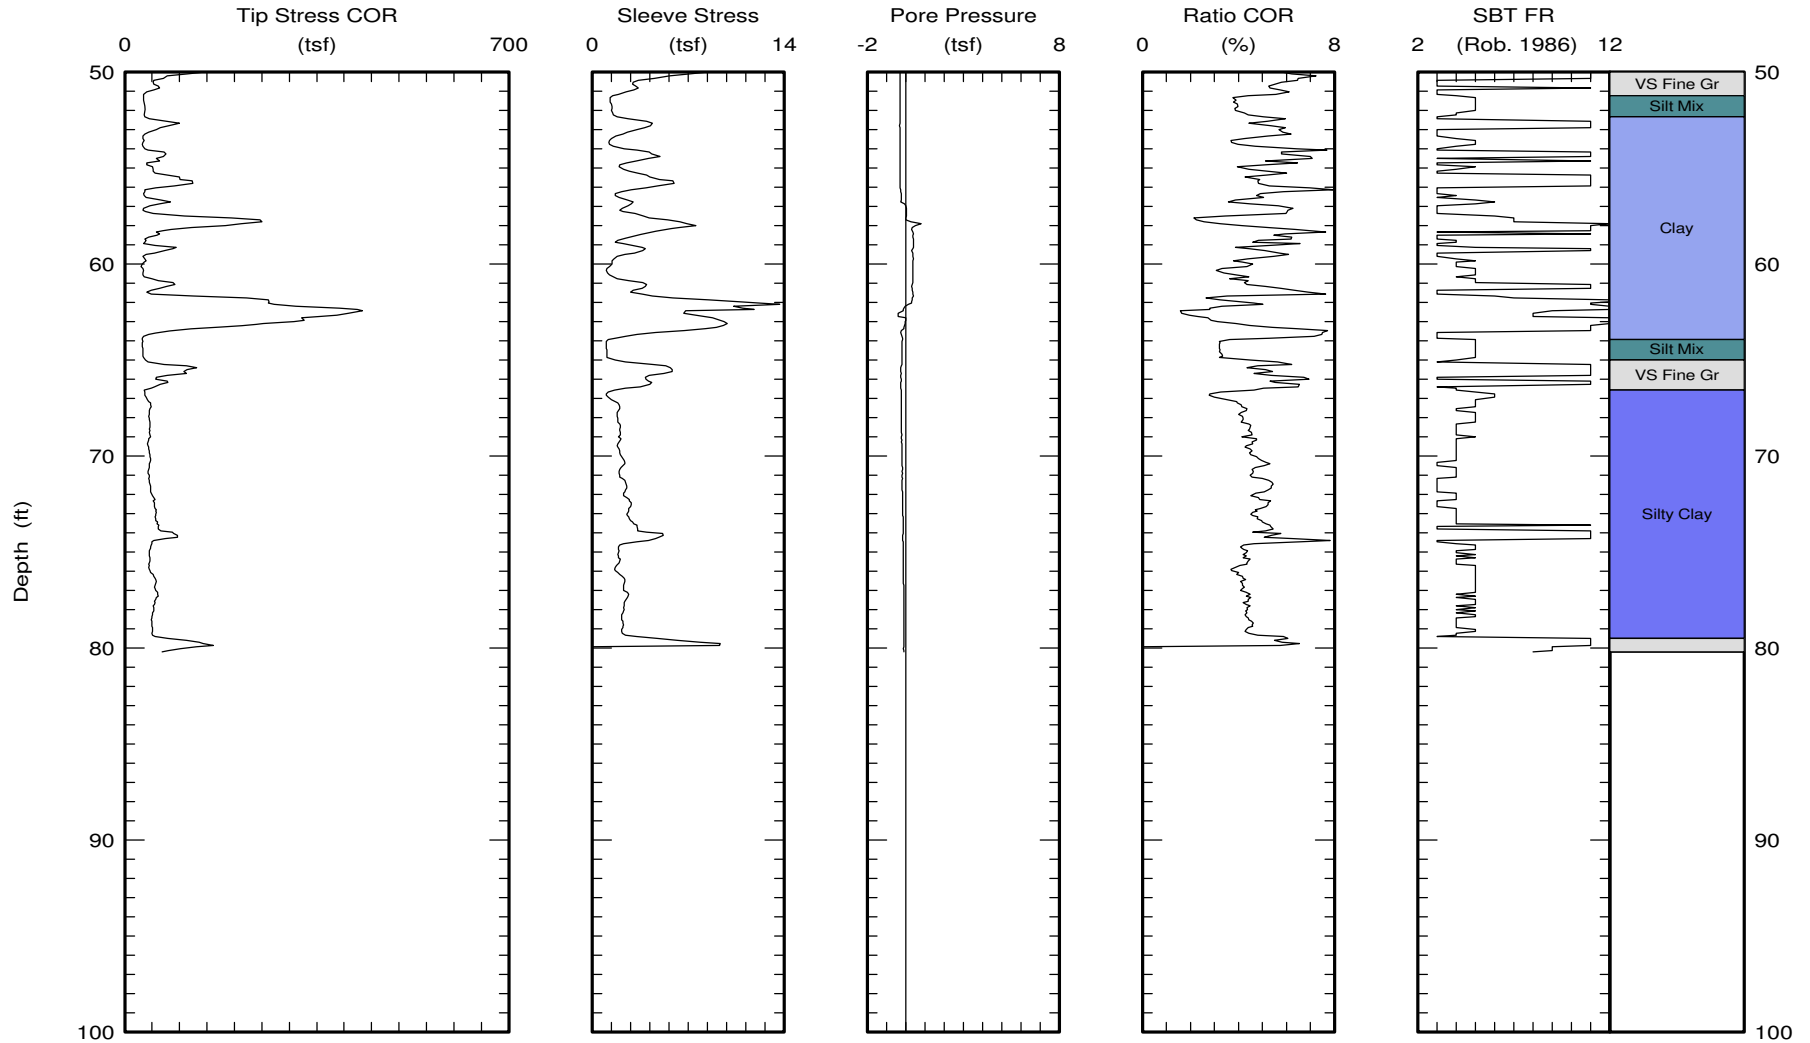 Tip Stress COR Sleeve Stress Pore Pressure Ratio COR SBT FR
0 (tsf) 700 0 (tsf) 14 -2 (tsf) 8 0 (%) 8 2 (Rob. 1986) 12
50 VS Fine Gr 50
Silt Mix
Clay
60 60
Silt Mix
VS Fine Gr
70 70
Silty Clay
Depth (ft)
80 80
90 90
100 100